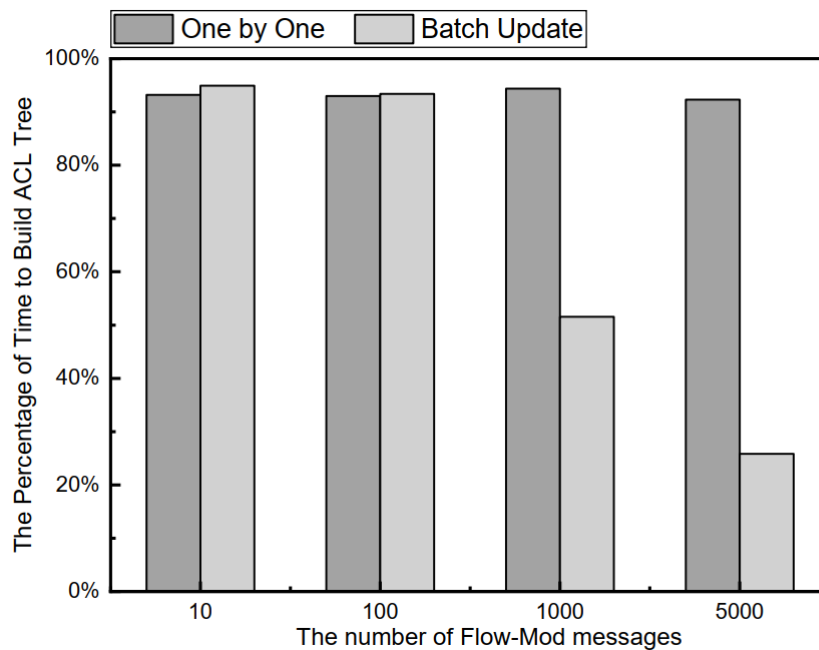 One by One
Batch Update
The Percentage of Time to Build ACL Tree
100%
80%
60%
40%
20%
0%
10
100
1000
5000
The number of Flow-Mod messages